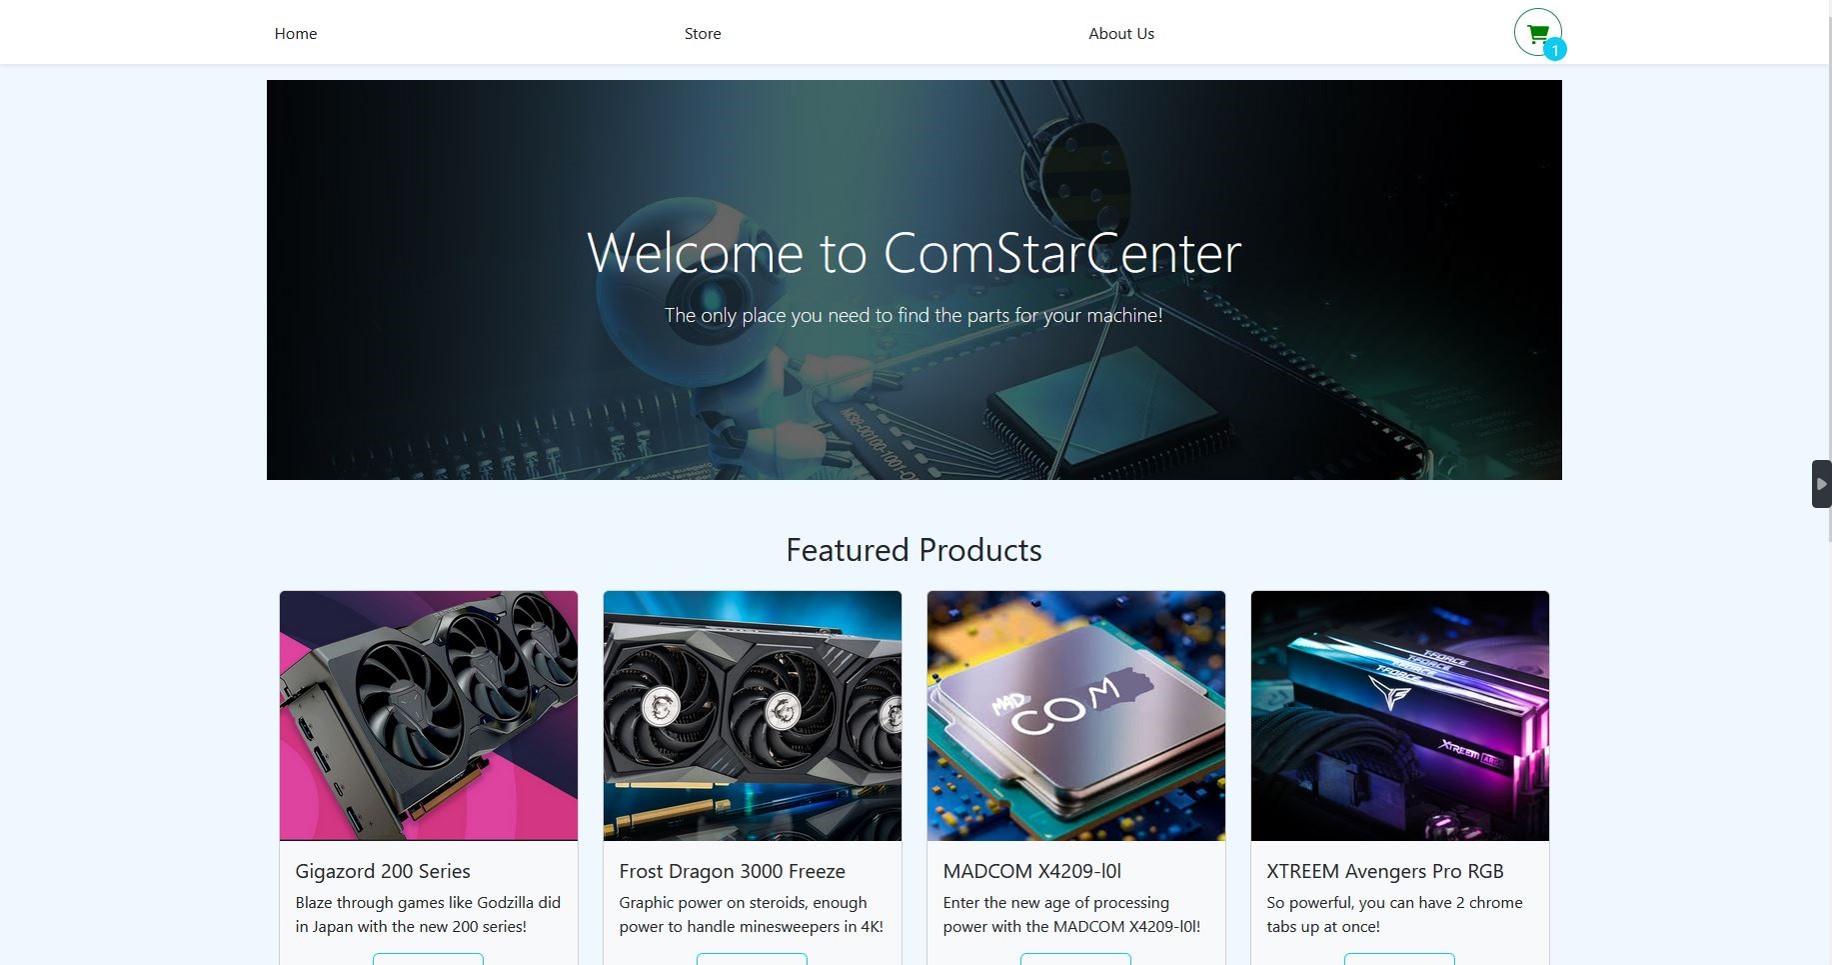 Home
Store
About Us
1
Welcome to ComStarCenter
The only place you need to find the parts for your machine!
Featured Products
MAD
COM
T-FORCE
T-FORCE
XTREEM ARGB
Gigazord 200 Series
Blaze through games like Godzilla did
in Japan with the new 200 series!
Frost Dragon 3000 Freeze
Graphic power on steroids, enough
power to handle minesweepers in 4K!
MADCOM X4209-l0l
Enter the new age of processing
power with the MADCOM X4209-l0l!
XTREEM Avengers Pro RGB
So powerful, you can have 2 chrome
tabs up at once!